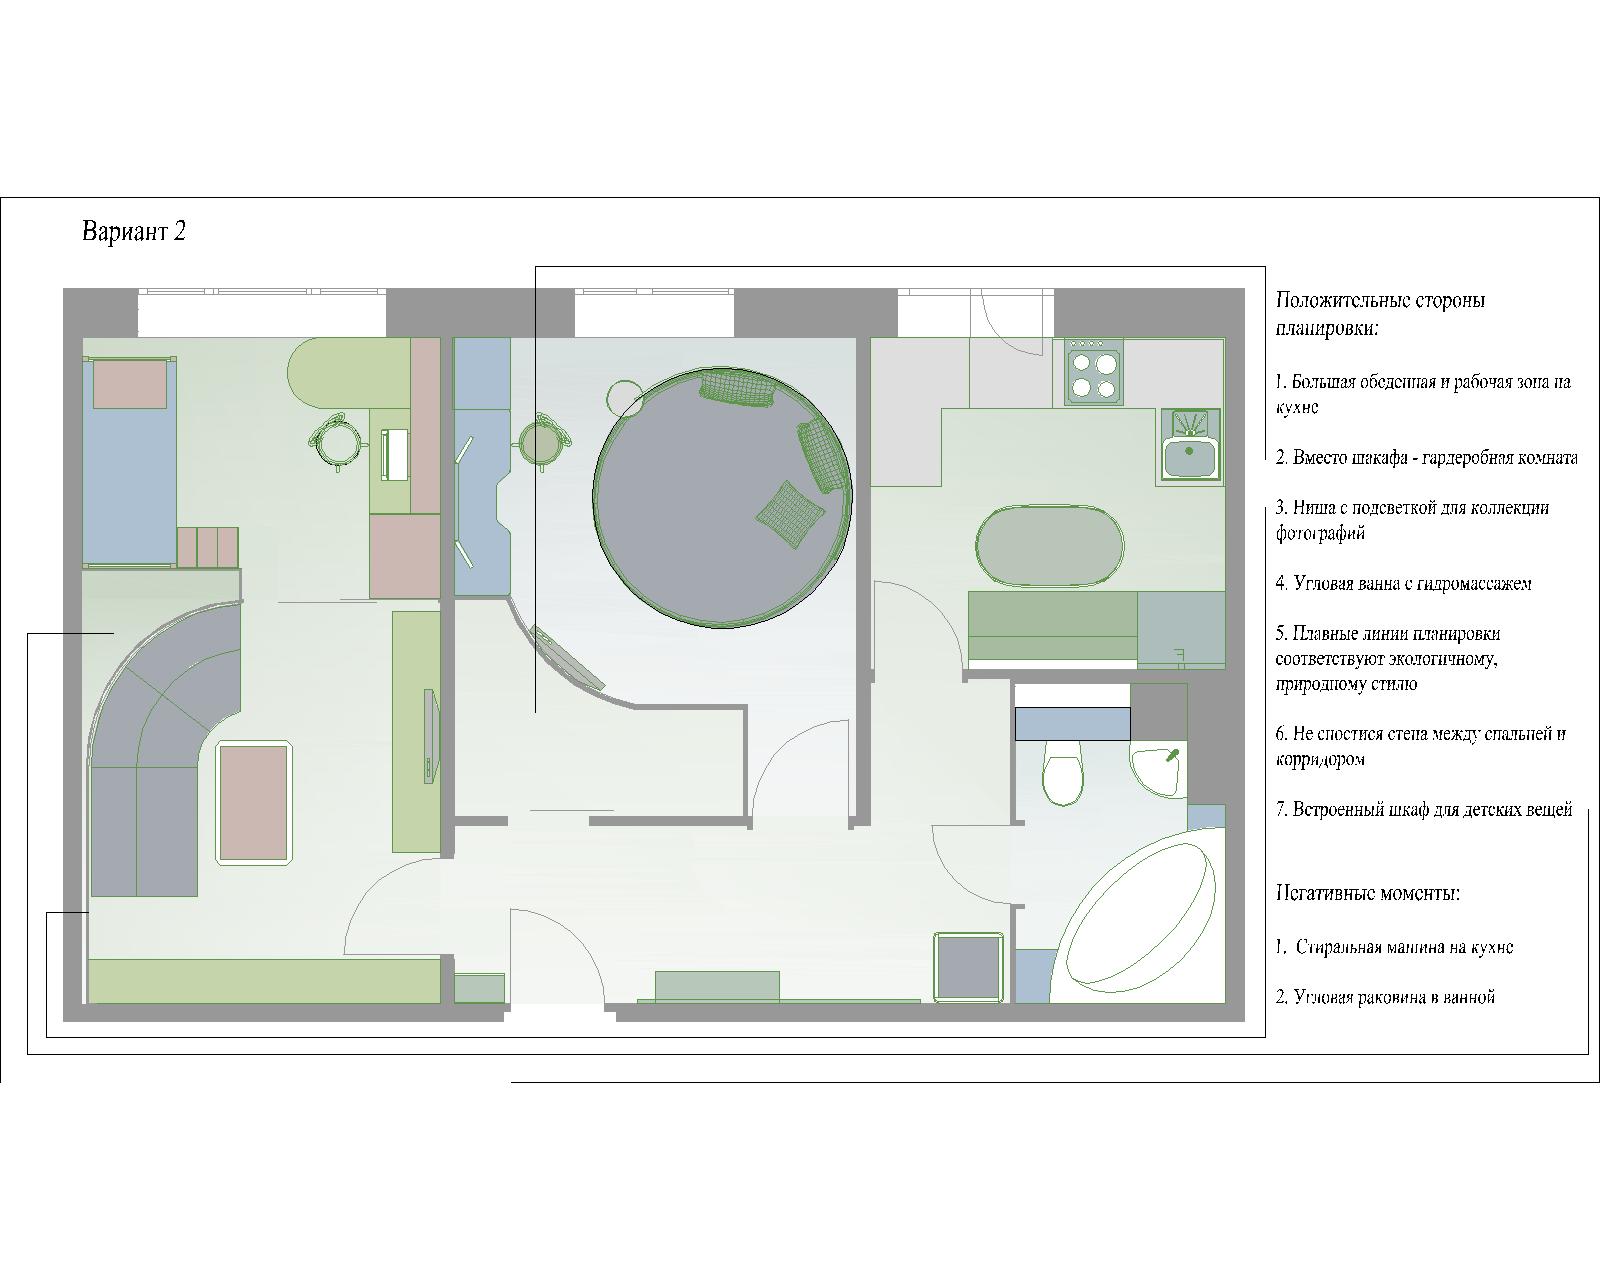 Вариант 2
Положительные стороны
планировки:
1. Большая обеденная и рабочая зона на
кухне
2. Вместо шакафа - гардеробная комната
3. Ниша с подсветкой для коллекции
фотографий
4. Угловая ванна с гидромассажем
5. Плавные линии планировки
соответствуют экологичному,
природному стилю
6. Не спостися стена между спальней и
корридором
7. Встроенный шкаф для детских вещей
Негативные моменты:
1. Стиральная машина на кухне
2. Угловая раковина в ванной